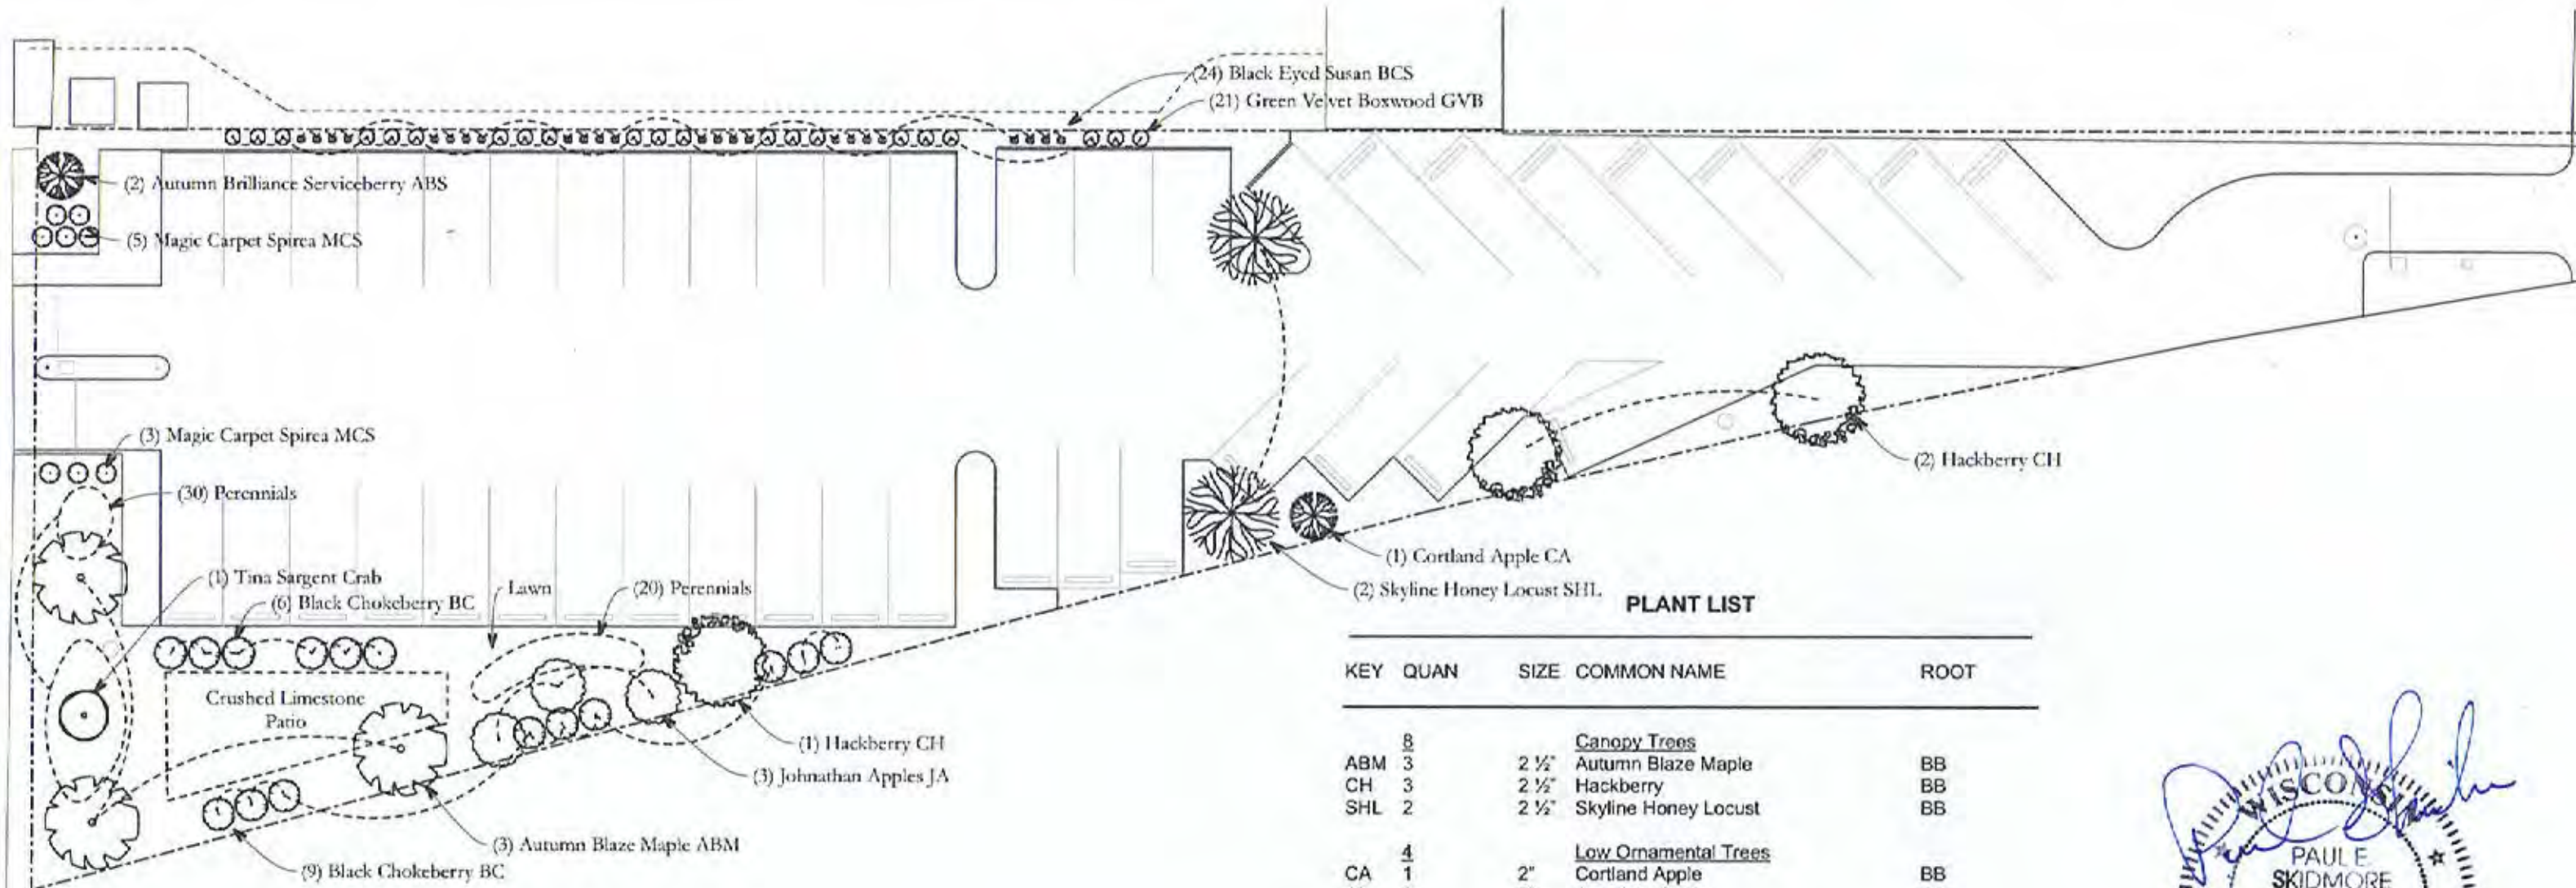 (24) Black Eyed Susan BCS
(21) Green Velvet Boxwood GVB
(2) Autumn Brilliance Serviceberry ABS
(5) Magic Carpet Spirea MCS
(3) Magic Carpet Spirea MCS
(30) Perennials
(2) Hackberry CH
(1) Cortland Apple CA
(2) Skyline Honey Locust SHL
(1) Tina Sargent Crab
(6) Black Chokeberry BC
Lawn
(20) Perennials
Crushed Limestone
Patio
(1) Hackberry CH
(3) Johnathan Apples JA
(3) Autumn Blaze Maple ABM
(9) Black Chokeberry BC
PLANT LIST
KEY QUAN SIZE COMMON NAME ROOT
8 Canopy Trees
ABM 3 2 ½" Autumn Blaze Maple BB
CH 3 2 ½" Hackberry BB
SHL 2 2 ½" Skyline Honey Locust BB
4 Low Ornamental Trees
CA 1 2" Cortland Apple BB
WISCONSIN
PAUL E.
SKIDMORE